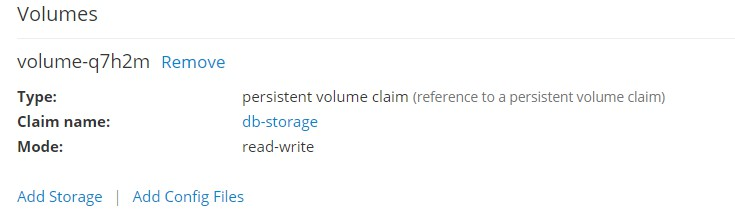 Volumes
volume-q7h2m Remove
Type: persistent volume claim (reference to a persistent volume claim)
Claim name: db-storage
Mode: read-write
Add Storage | Add Config Files